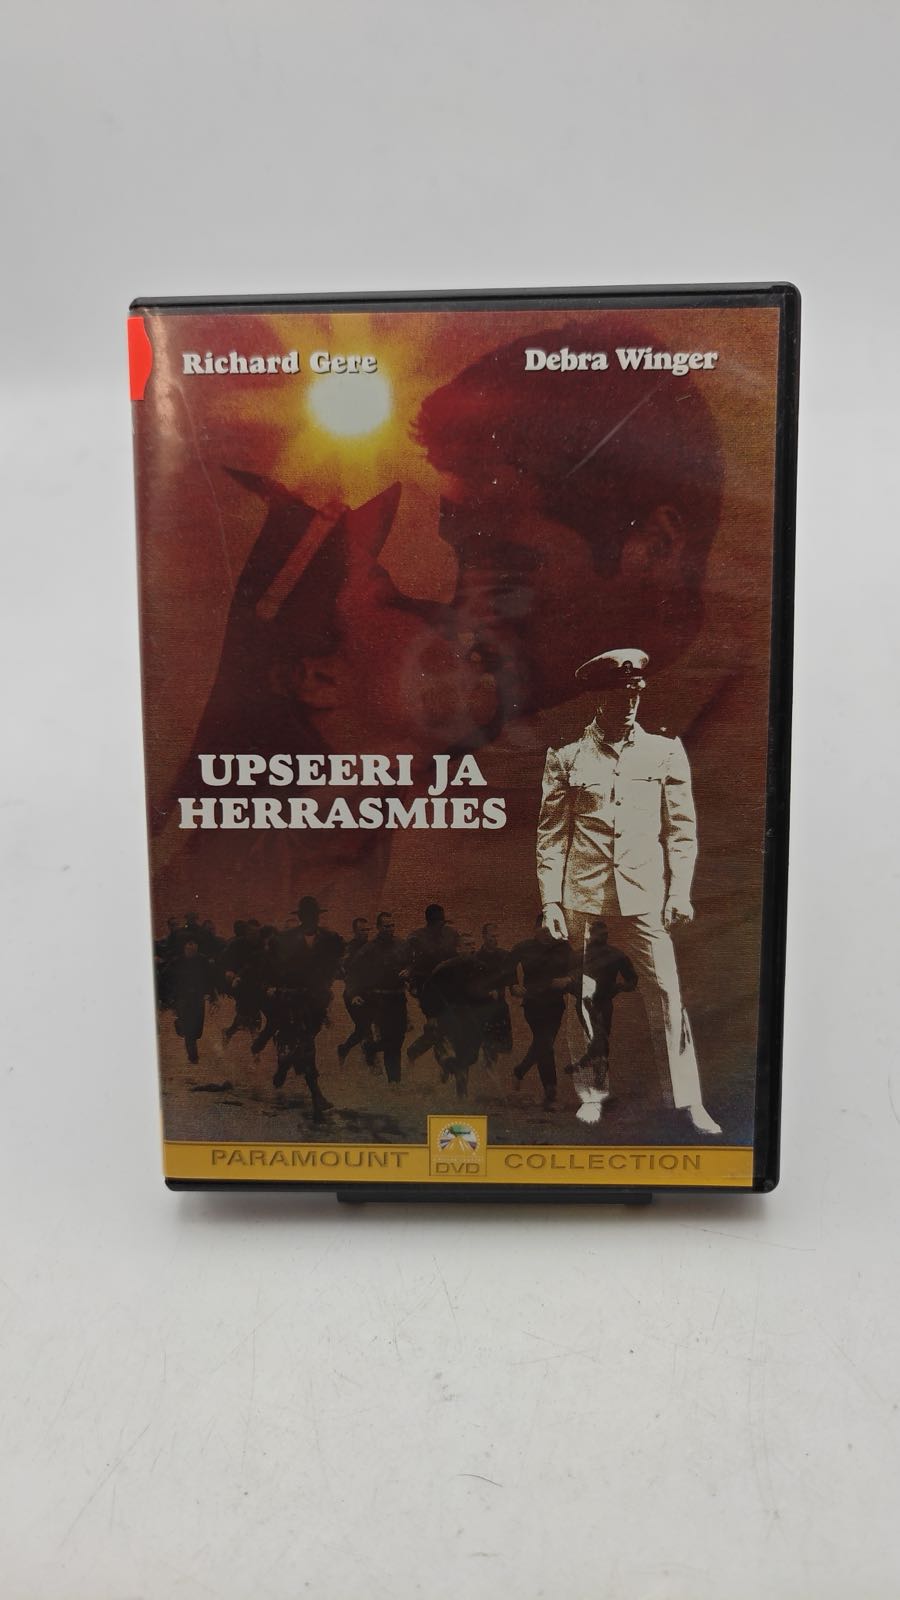 Richard Gere
Debra Winger
UPSEERI JA
HERRASMIES
PARAMOUNT DVD COLLECTION